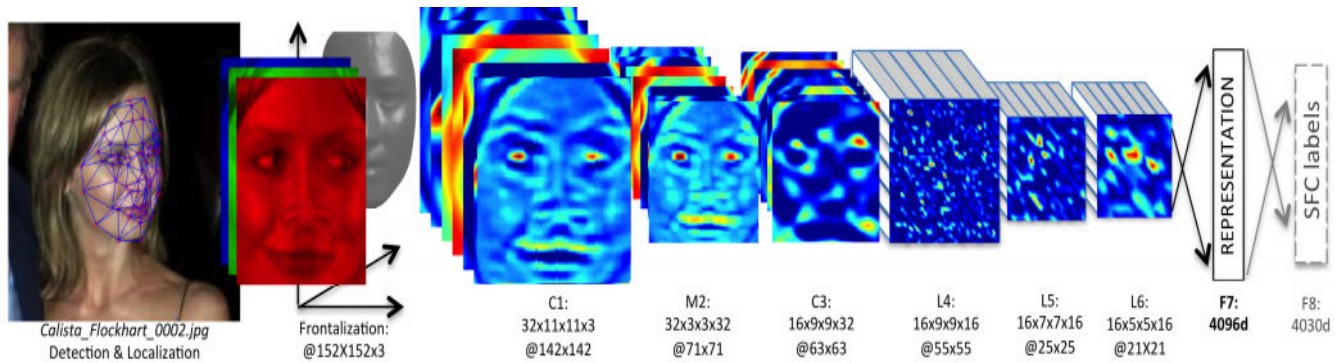 Calista_Flockhart_0002.jpg
Detection & Localization
Frontalization:
@152X152x3
C1:
32x11x11x3
@142x142
M2:
32x3x3x32
@71x71
C3:
16x9x9x32
@63x63
L4:
16x9x9x16
@55x55
L5:
16x7x7x16
@25x25
L6:
16x5x5x16
@21X21
F7:
4096d
F8:
4030d
REPRESENTATION
SFC labels